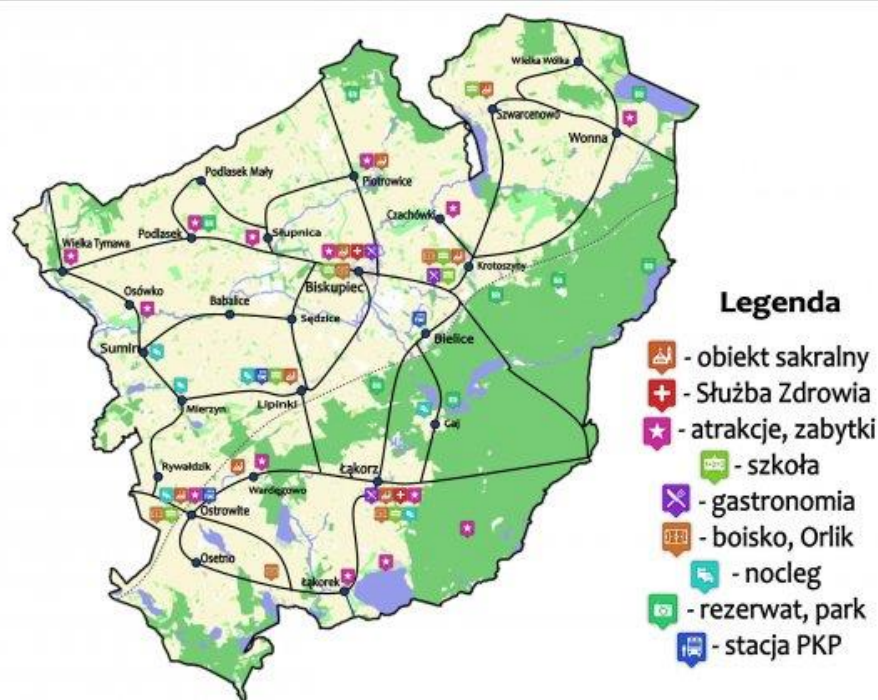 Wielka Wólka
Szwarcenowo
Wonna
Podlasek Mały
Piotrowice
Czachówki
Podlasek
Słupnica
Wielka Tymawa
Krotoszyny
Biskupiec
Osówko
Babalice
Sędzice
Bielice
Sumin
Lipinki
Mierzyn
Gaj
Rywałdzik
Wardęgowo
Łąkorz
Ostrowite
Osetno
Łąkorek
Legenda
- obiekt sakralny
- Służba Zdrowia
- atrakcje, zabytki
- szkoła
- gastronomia
- boisko, Orlik
- nocleg
- rezerwat, park
- stacja PKP